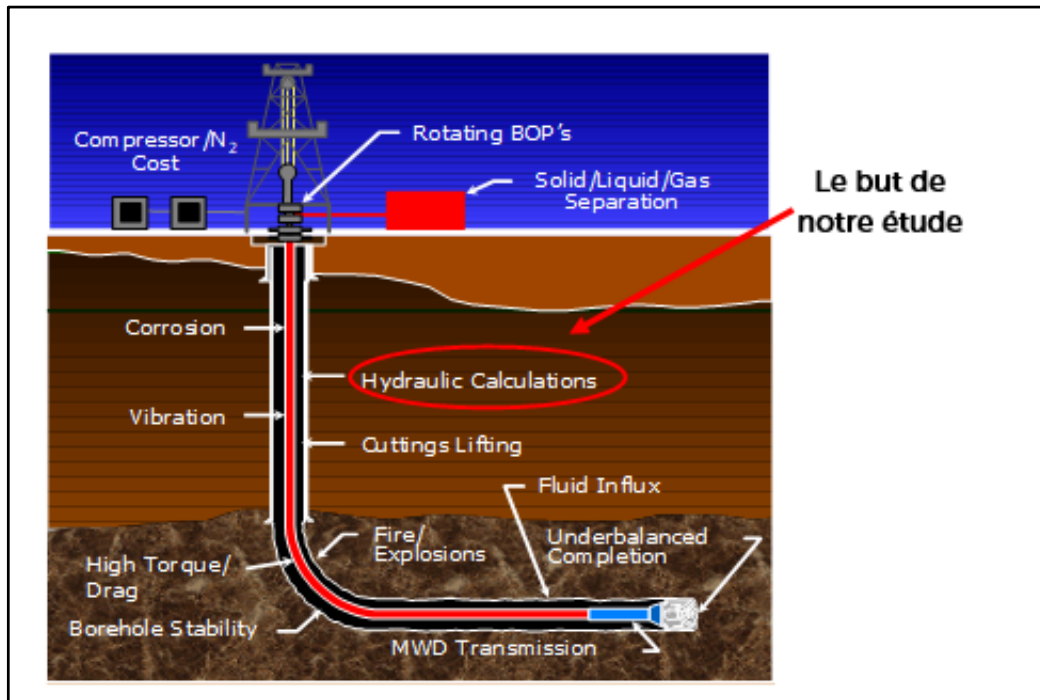 Compressor/N₂
Cost
Rotating BOP's
Solid/Liquid/Gas
Separation
Le but de
notre étude
Corrosion
Hydraulic Calculations
Vibration
Cuttings Lifting
Fluid Influx
Fire/
Explosions
Underbalanced
Completion
High Torque/
Drag
Borehole Stability
MWD Transmission